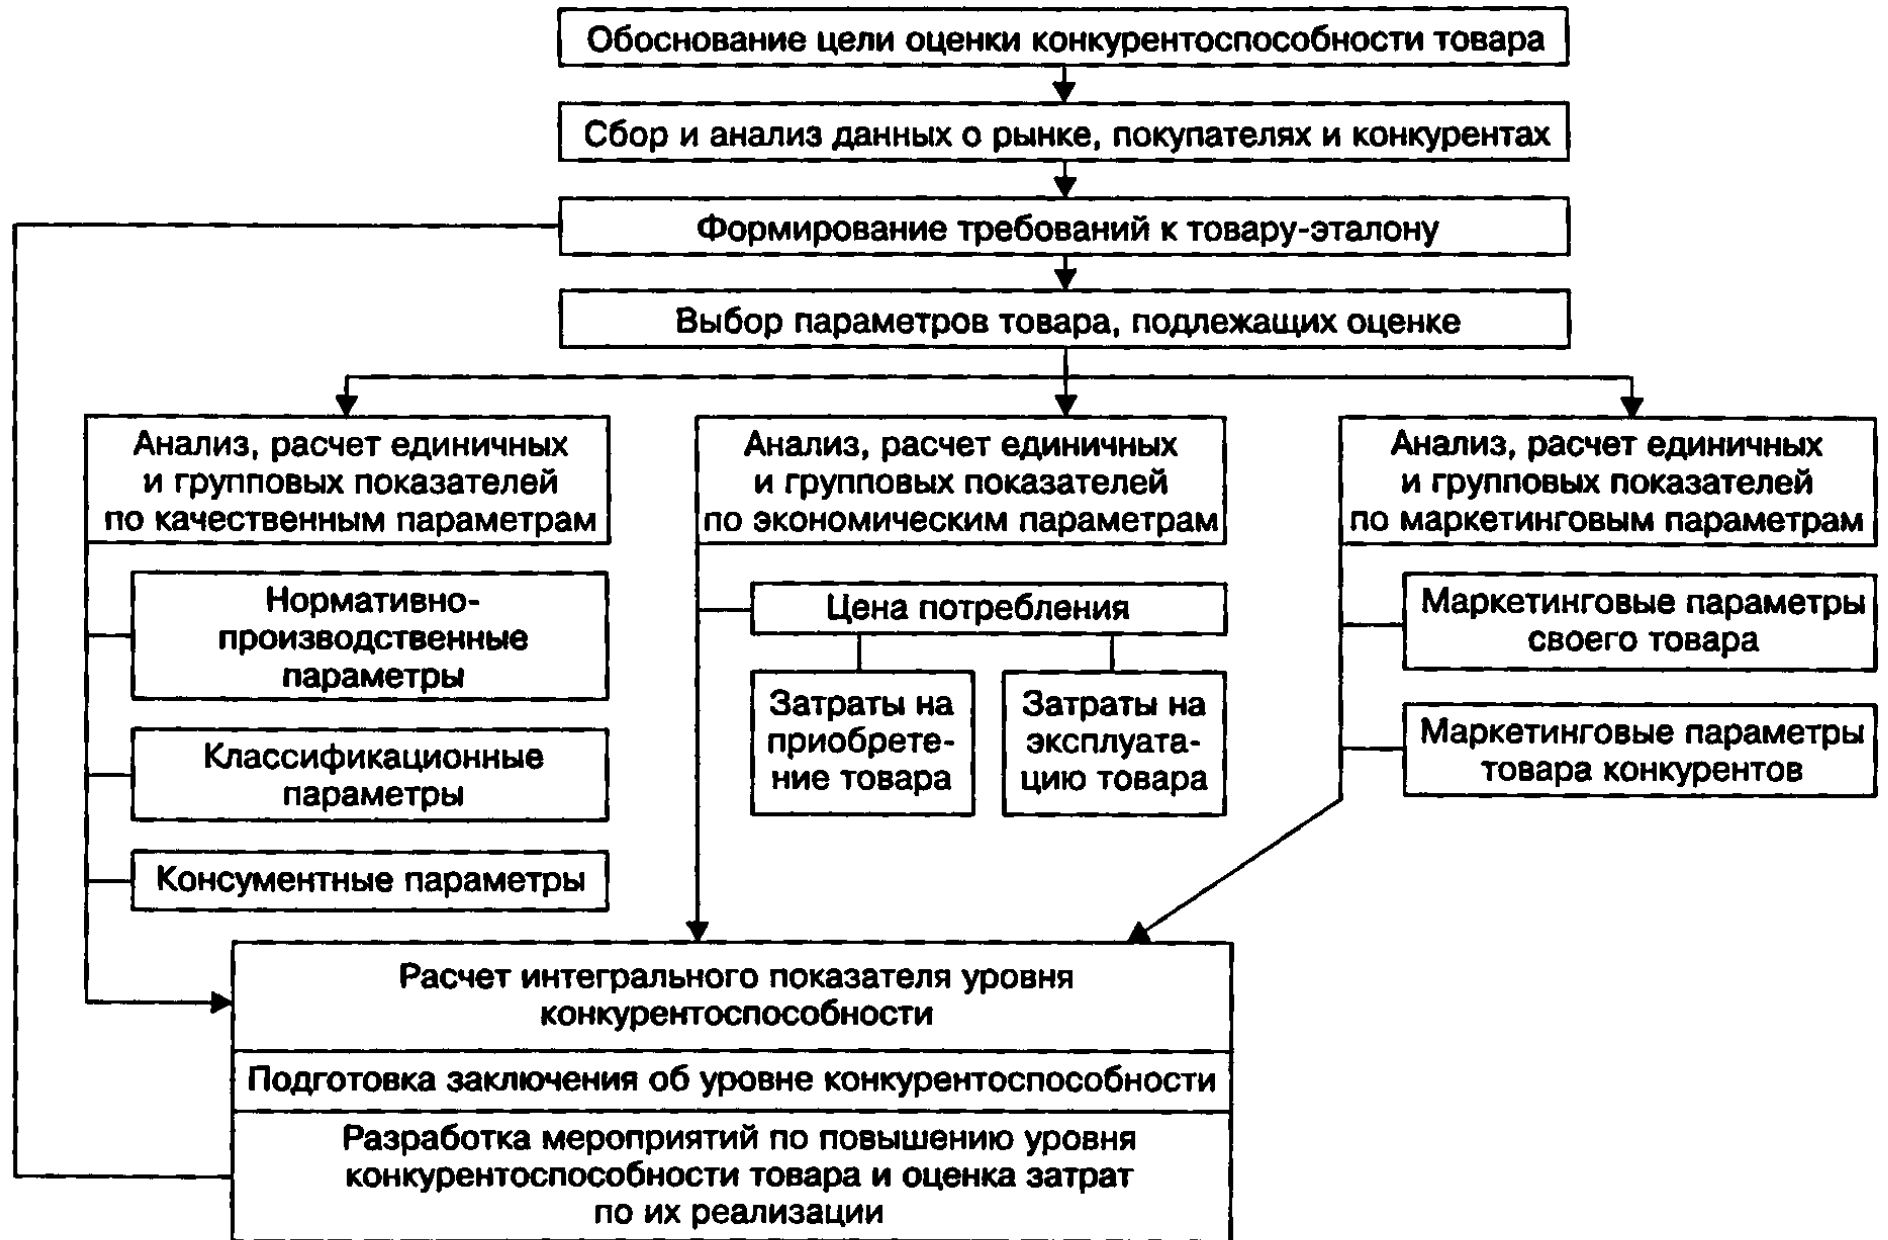 Обоснование цели оценки конкурентоспособности товара
Сбор и анализ данных о рынке, покупателях и конкурентах
Формирование требований к товару-эталону
Выбор параметров товара, подлежащих оценке
Анализ, расчет единичных
и групповых показателей
по качественным параметрам
Нормативно-
производственные
параметры
Классификационные
параметры
Консументные параметры
Анализ, расчет единичных
и групповых показателей
по экономическим параметрам
Цена потребления
Затраты на
приобрете-
ние товара
Затраты на
эксплуата-
цию товара
Анализ, расчет единичных
и групповых показателей
по маркетинговым параметрам
Маркетинговые параметры
своего товара
Маркетинговые параметры
товара конкурентов
Расчет интегрального показателя уровня
конкурентоспособности
Подготовка заключения об уровне конкурентоспособности
Разработка мероприятий по повышению уровня
конкурентоспособности товара и оценка затрат
по их реализации